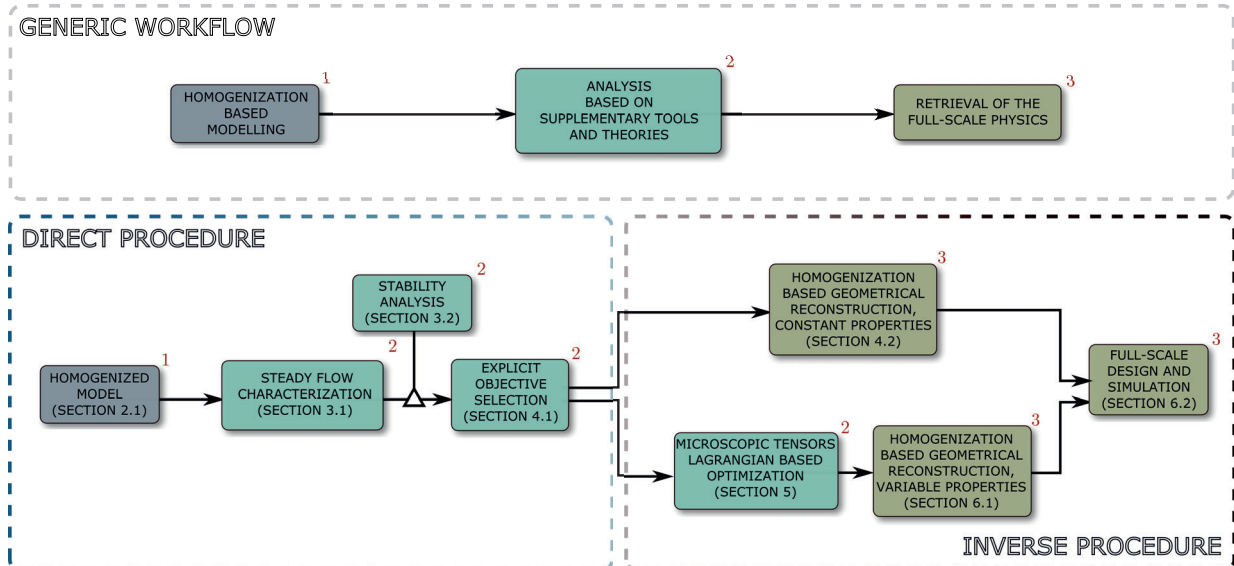 GENERIC WORKFLOW
1
HOMOGENIZATION
BASED
MODELLING
2
ANALYSIS
BASED ON
SUPPLEMENTARY TOOLS
AND THEORIES
3
RETRIEVAL OF THE
FULL-SCALE PHYSICS
DIRECT PROCEDURE
1
HOMOGENIZED
MODEL
(SECTION 2.1)
2
STEADY FLOW
CHARACTERIZATION
(SECTION 3.1)
2
STABILITY
ANALYSIS
(SECTION 3.2)
2
EXPLICIT
OBJECTIVE
SELECTION
(SECTION 4.1)
3
HOMOGENIZATION
BASED GEOMETRICAL
RECONSTRUCTION,
CONSTANT PROPERTIES
(SECTION 4.2)
2
MICROSCOPIC TENSORS
LAGRANGIAN BASED
OPTIMIZATION
(SECTION 5)
3
HOMOGENIZATION
BASED GEOMETRICAL
RECONSTRUCTION,
VARIABLE PROPERTIES
(SECTION 6.1)
3
FULL-SCALE
DESIGN AND
SIMULATION
(SECTION 6.2)
INVERSE PROCEDURE